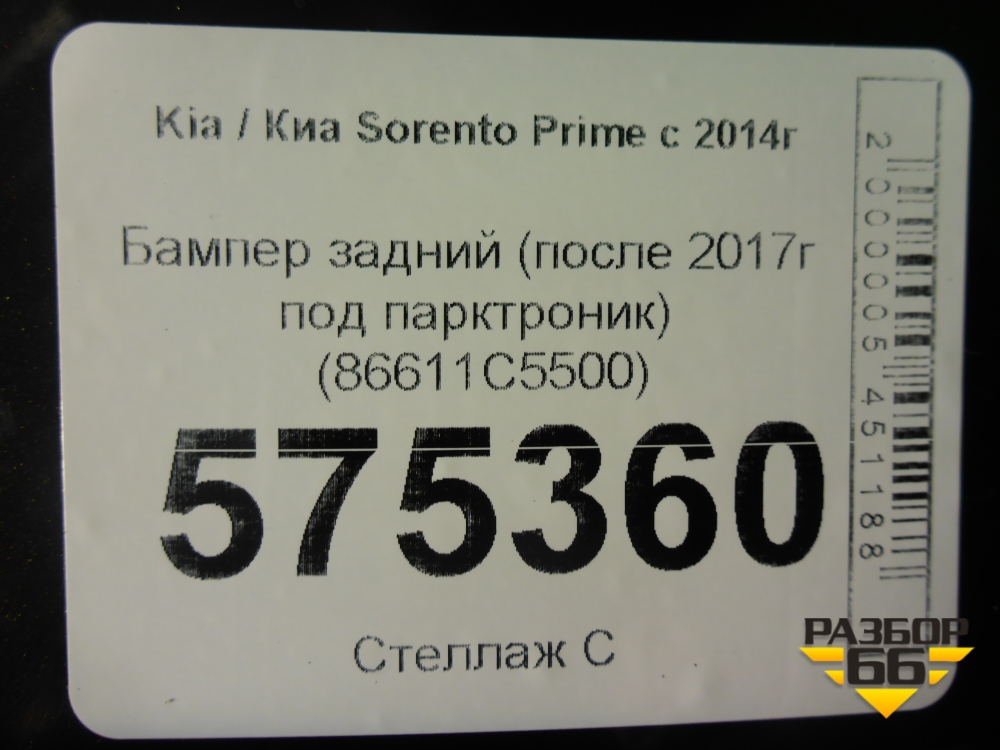 Kia / Киа Sorento Prime с 2014г
Бампер задний (после 2017г
под парктроник)
(86611C5500)
575360
Стеллаж С
2000005451188
РАЗБОР
66